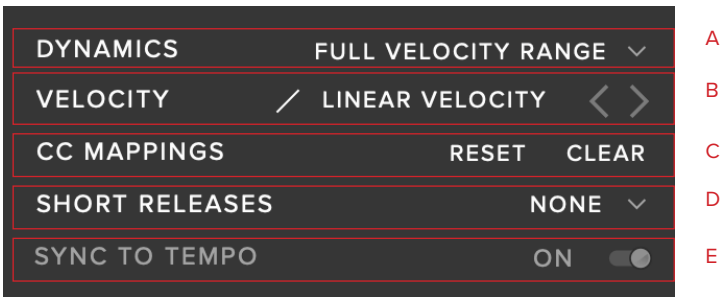 DYNAMICS FULL VELOCITY RANGE A
VELOCITY LINEAR VELOCITY B
CC MAPPINGS RESET CLEAR C
SHORT RELEASES NONE D
SYNC TO TEMPO ON E